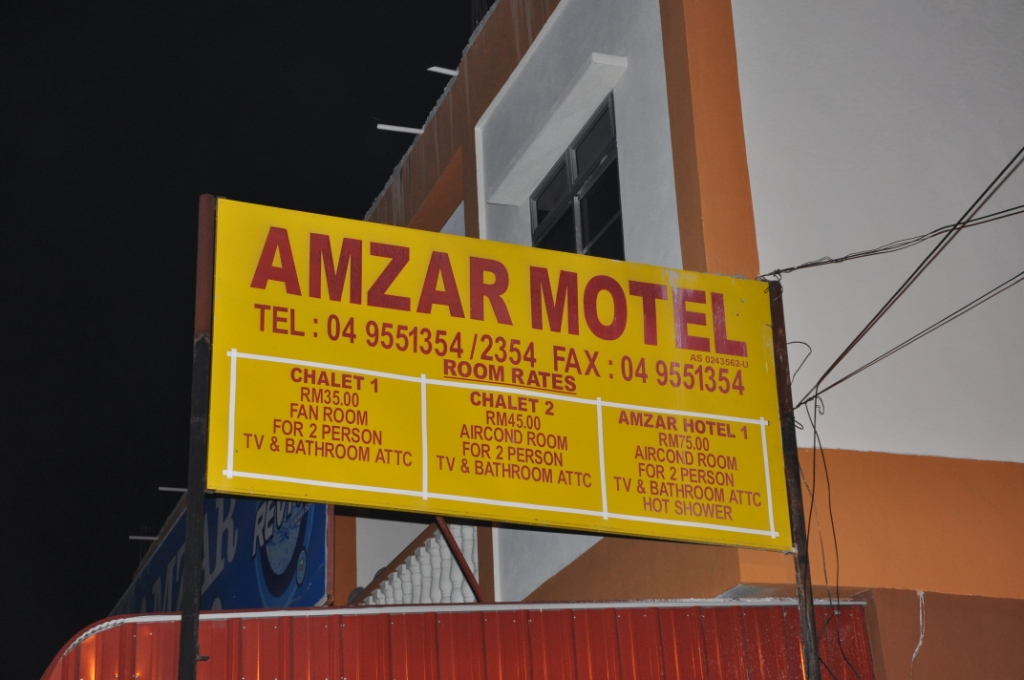 AMZAR MOTEL
AS 0243562-U
TEL : 04 9551354 / 2354 FAX : 04 9551354
ROOM RATES
CHALET 1
RM35.00
FAN ROOM
FOR 2 PERSON
TV & BATHROOM ATTC
CHALET 2
RM45.00
AIRCOND ROOM
FOR 2 PERSON
TV & BATHROOM ATTC
AMZAR HOTEL 1
RM75.00
AIRCOND ROOM
FOR 2 PERSON
TV & BATHROOM ATTC
HOT SHOWER